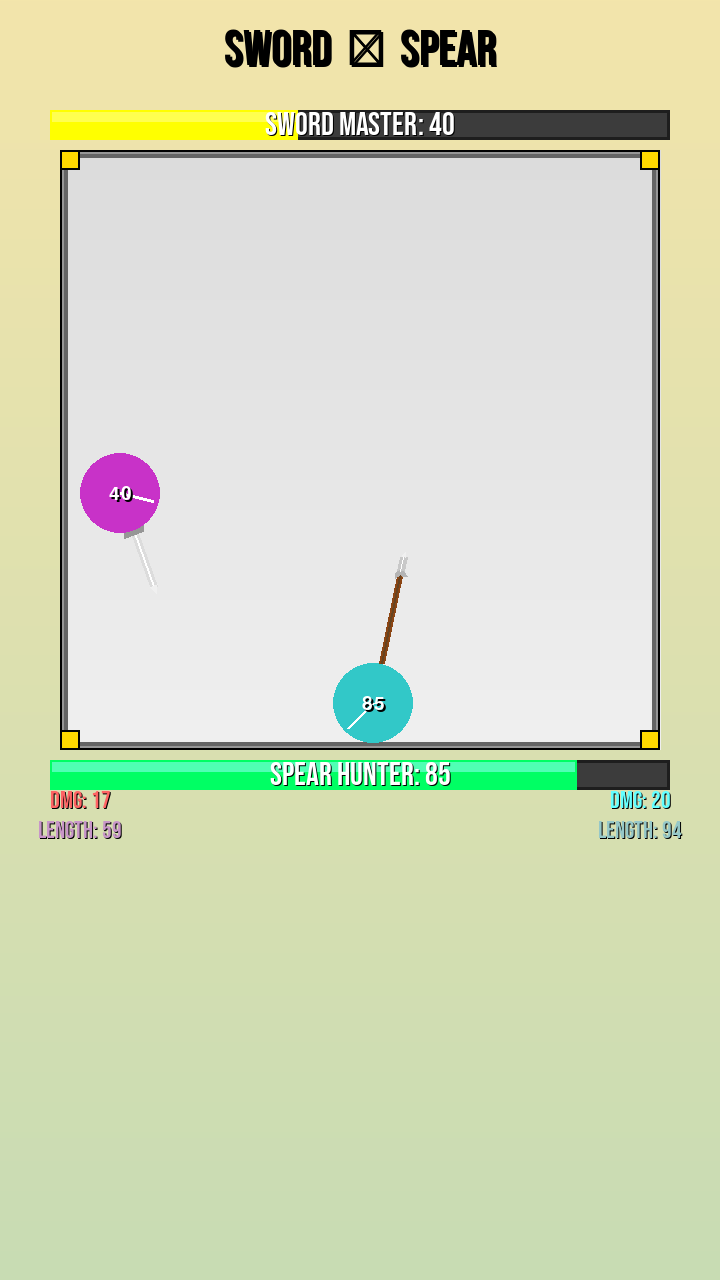 SWORD ☒ SPEAR
SWORD MASTER: 40
40
85
SPEAR HUNTER: 85
DMG: 17 DMG: 20
LENGTH: 59 LENGTH: 94